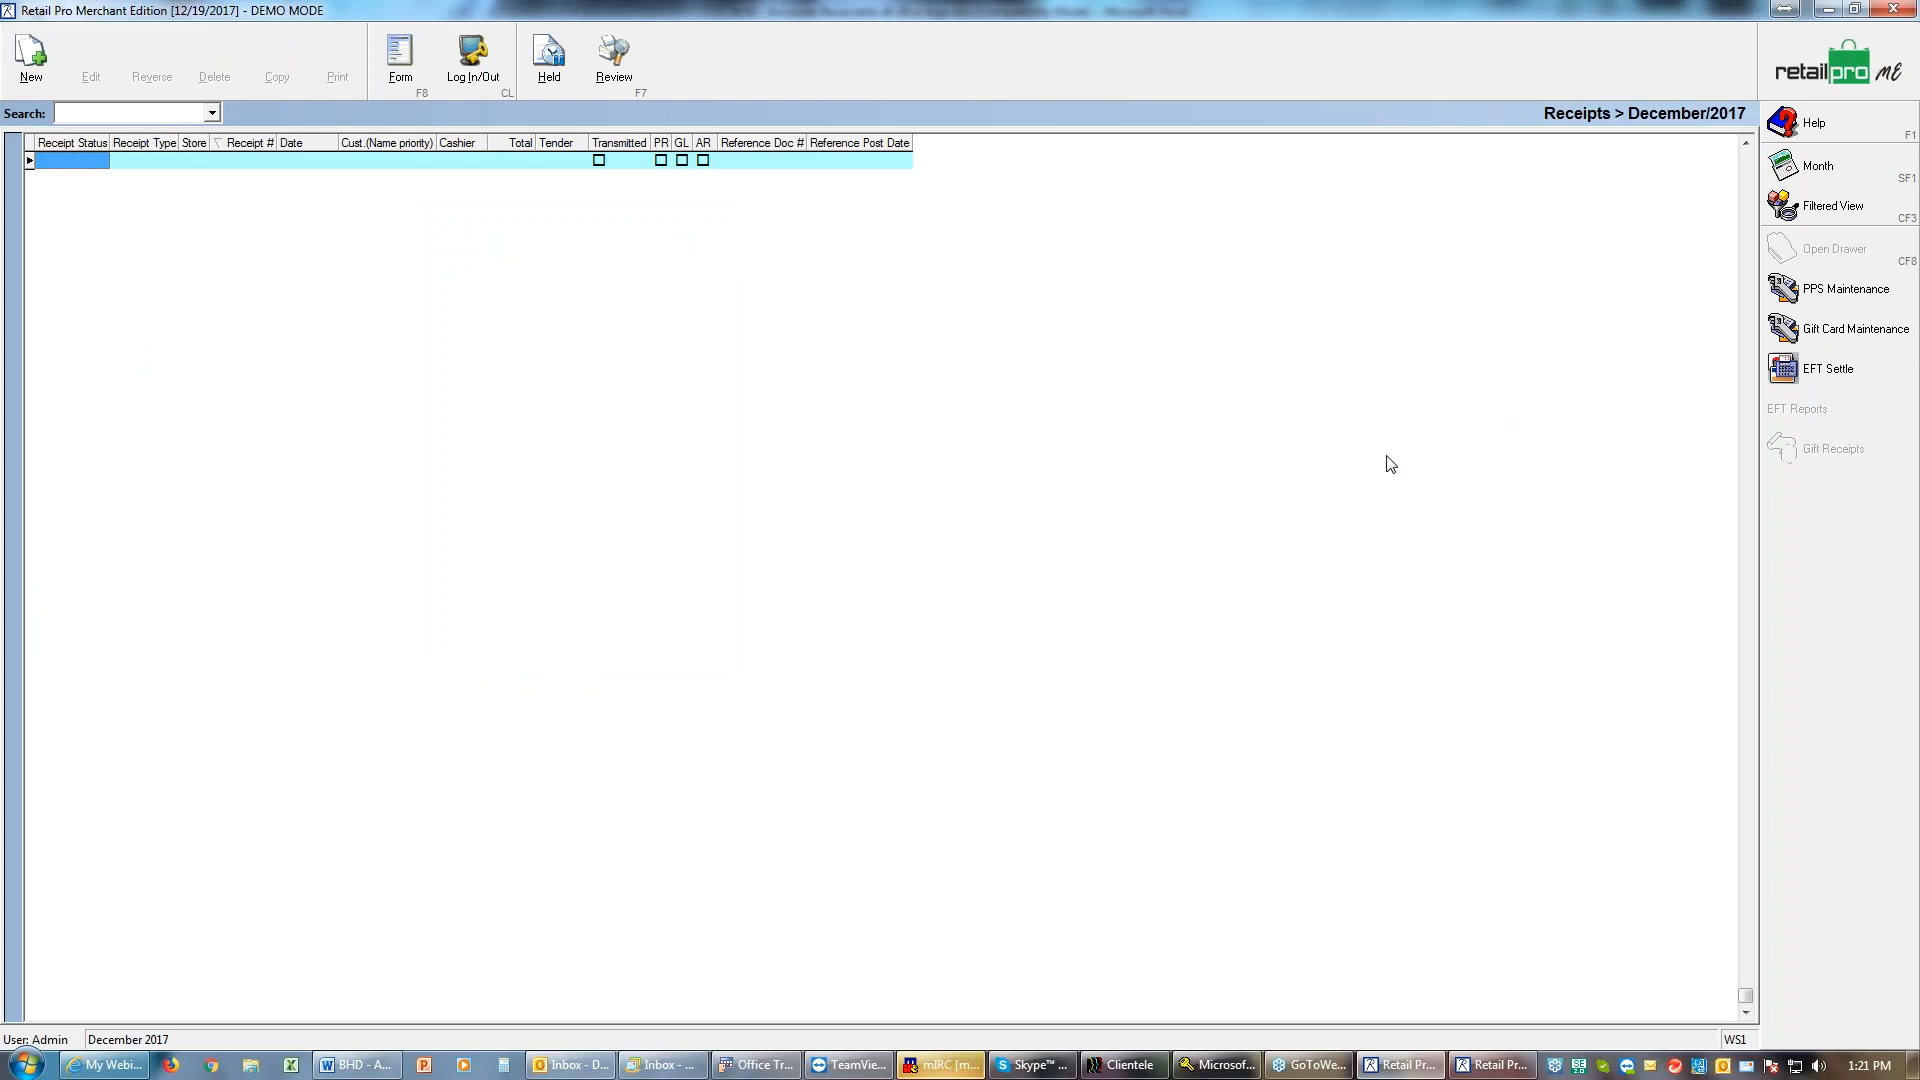 Retail Pro Merchant Edition [12/19/2017] - DEMO MODE
New Edit Reverse Delete Copy Print Form Log In/Out Held Review
F8 CL F7
retailpro ME
Search:
Receipts > December/2017
Receipt Status Receipt Type Store Receipt # Date Cust.(Name priority) Cashier Total Tender Transmitted PR GL AR Reference Doc # Reference Post Date
Help
F1
Month
SF1
Filtered View
CF3
Open Drawer
CF8
PPS Maintenance
Gift Card Maintenance
EFT Settle
EFT Reports
Gift Receipts
User: Admin December 2017 WS1
My Webi... BHD - A... Inbox - D... Inbox - ... Office Tr... TeamVie... mIRC [m... Skype™ ... Clientele Microsof... GoToWe... Retail Pr... Retail Pr... 1:21 PM